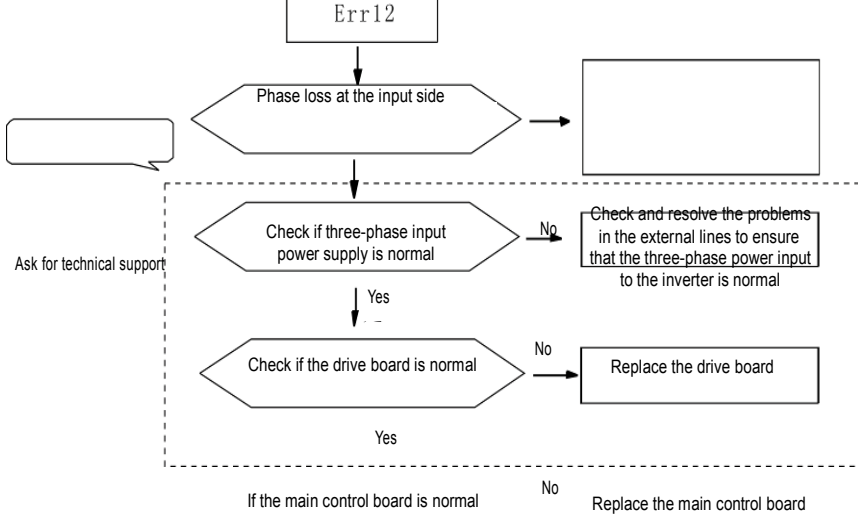 Err12
Phase loss at the input side
Check if three-phase input
power supply is normal
No
Check and resolve the problems
in the external lines to ensure
that the three-phase power input
to the inverter is normal
Ask for technical support
Yes
Check if the drive board is normal
No
Replace the drive board
Yes
If the main control board is normal
No
Replace the main control board